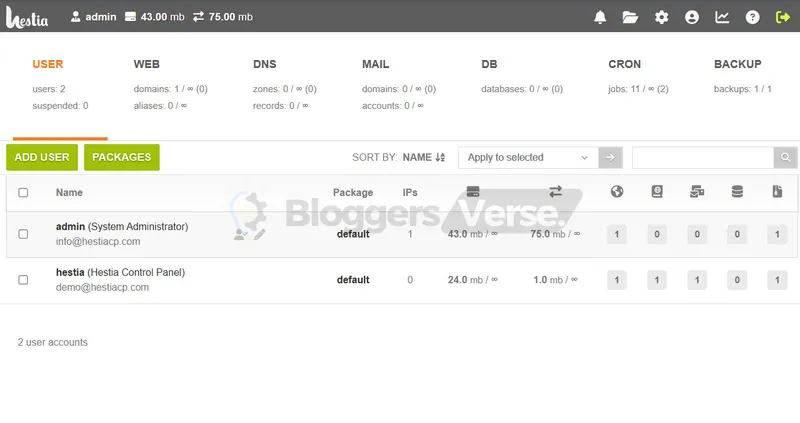 hestia admin 43.00 mb 75.00 mb
USER WEB DNS MAIL DB CRON BACKUP
users: 2 domains: 1 / ∞ (0) zones: 0 / ∞ (0) domains: 0 / ∞ (0) databases: 0 / ∞ (0) jobs: 11 / ∞ (2) backups: 1 / 1
suspended: 0 aliases: 0 / ∞ records: 0 / ∞ accounts: 0 / ∞
ADD USER PACKAGES SORT BY: NAME Apply to selected
Name Package IPs
Bloggers Verse.
admin (System Administrator) default 1 43.0 mb / ∞ 75.0 mb / ∞ 1 0 0 0 1
info@hestiacp.com
hestia (Hestia Control Panel) default 0 24.0 mb / ∞ 1.0 mb / ∞ 1 1 1 0 1
demo@hestiacp.com
2 user accounts